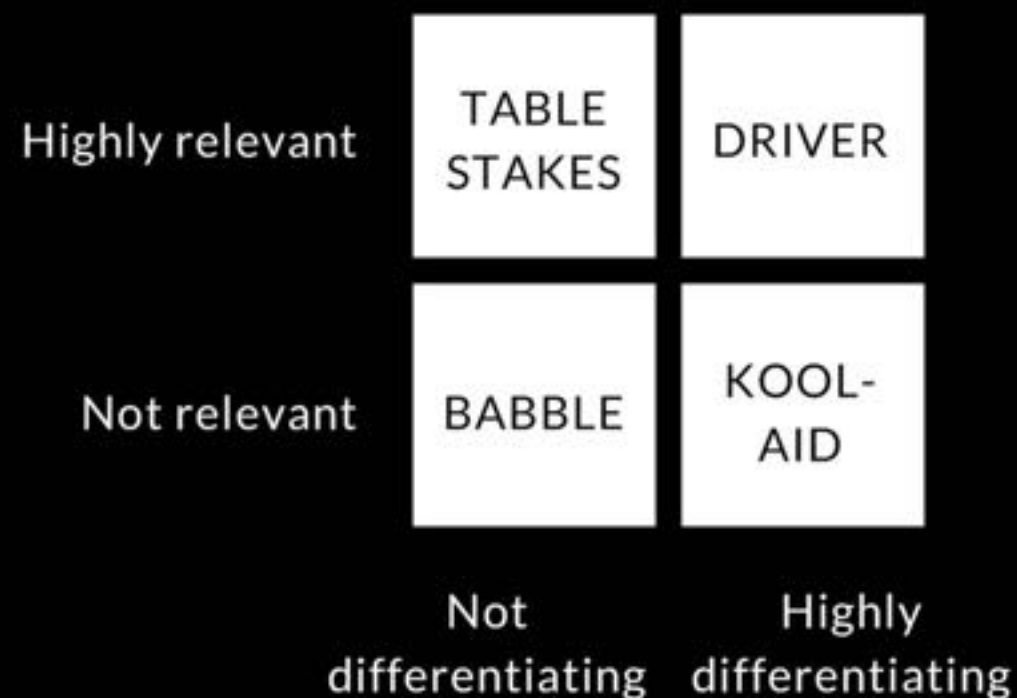 Highly relevant
TABLE
STAKES
DRIVER
Not relevant
BABBLE
KOOL-
AID
Not
differentiating
Highly
differentiating